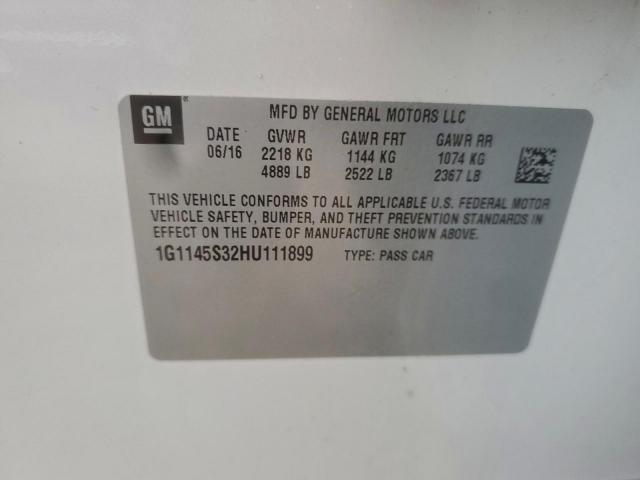 GM®
MFD BY GENERAL MOTORS LLC
DATE GVWR GAWR FRT GAWR RR
06/16 2218 KG 1144 KG 1074 KG
4889 LB 2522 LB 2367 LB
THIS VEHICLE CONFORMS TO ALL APPLICABLE U.S. FEDERAL MOTOR
VEHICLE SAFETY, BUMPER, AND THEFT PREVENTION STANDARDS IN
EFFECT ON THE DATE OF MANUFACTURE SHOWN ABOVE.
1G1145S32HU111899 TYPE: PASS CAR